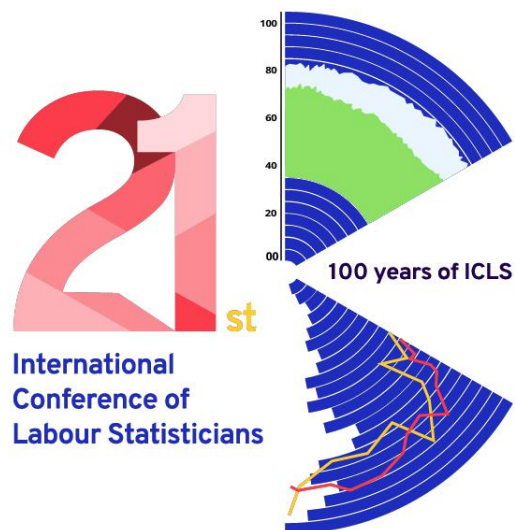 21st
International
Conference of
Labour Statisticians
100
80
60
40
20
00
100 years of ICLS